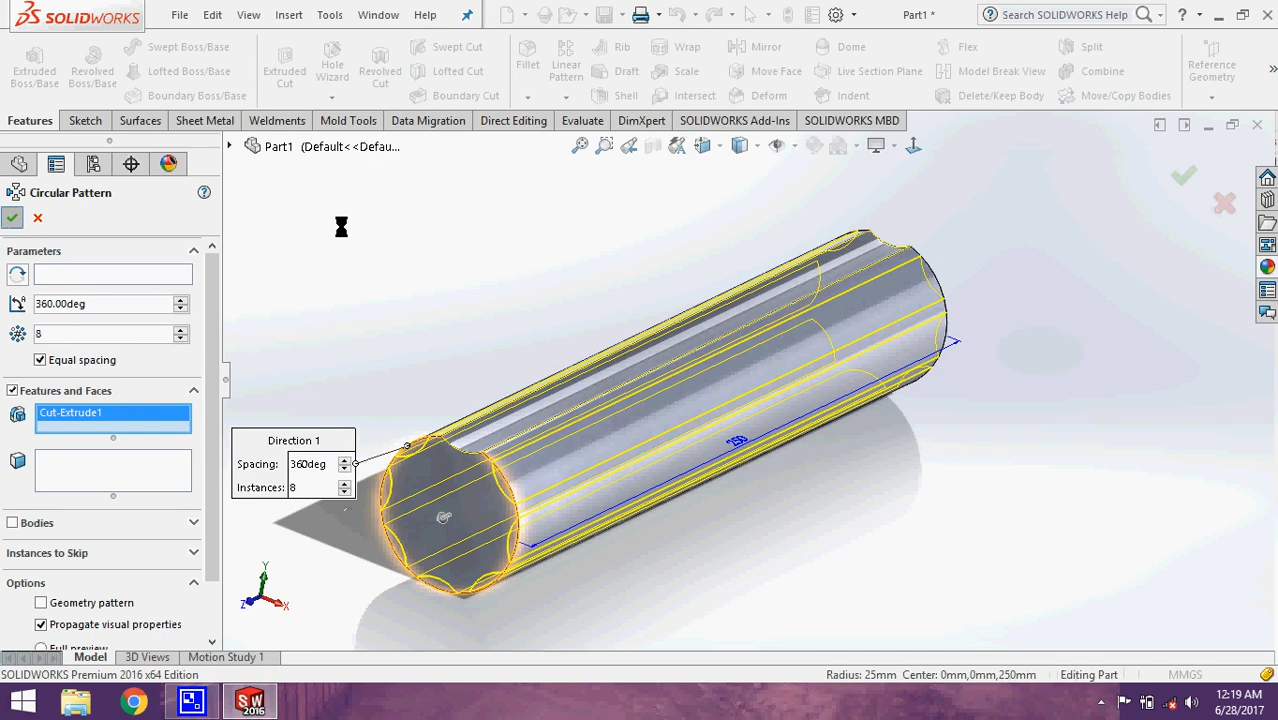 SOLIDWORKS File Edit View Insert Tools Window Help Part1 * Search SOLIDWORKS Help ?
Extruded Boss/Base
Revolved Boss/Base
Swept Boss/Base
Lofted Boss/Base
Boundary Boss/Base
Extruded Cut
Hole Wizard
Revolved Cut
Swept Cut
Lofted Cut
Boundary Cut
Fillet
Linear Pattern
Rib
Draft
Shell
Wrap
Scale
Intersect
Mirror
Move Face
Deform
Dome
Live Section Plane
Indent
Flex
Model Break View
Delete/Keep Body
Split
Combine
Move/Copy Bodies
Reference Geometry
Features Sketch Surfaces Sheet Metal Weldments Mold Tools Data Migration Direct Editing Evaluate DimXpert SOLIDWORKS Add-Ins SOLIDWORKS MBD
Part1 (Default<<Defau...
Circular Pattern
Parameters
360.00deg
8
Equal spacing
Features and Faces
Cut-Extrude1
Bodies
Instances to Skip
Options
Geometry pattern
Propagate visual properties
Full preview
Direction 1
Spacing: 360deg
Instances: 8
Y
Z
X
Model 3D Views Motion Study 1
SOLIDWORKS Premium 2016 x64 Edition Radius: 25mm Center: 0mm,0mm,250mm Editing Part MMGS
SW
2016
12:19 AM
6/28/2017